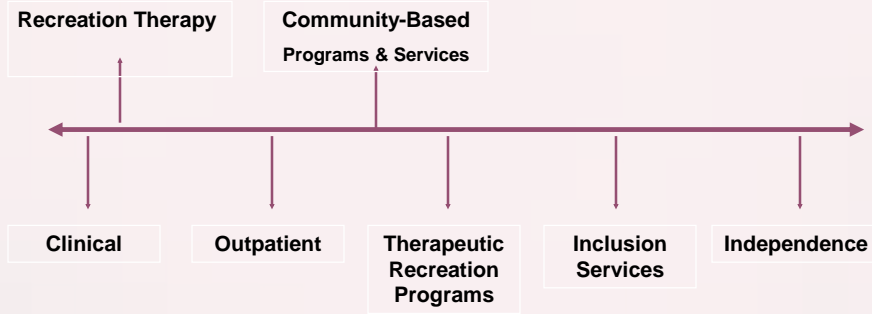 Recreation Therapy
Community-Based
Programs & Services
Clinical
Outpatient
Therapeutic
Recreation
Programs
Inclusion
Services
Independence